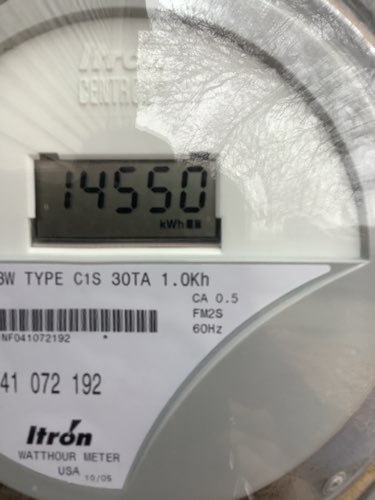 Itron
CENTRON
14550
kWh
3W TYPE C1S 30TA 1.0Kh
CA 0.5
FM2S
60Hz
NF041072192 *
41 072 192
Itron
WATTHOUR METER
USA 10/05